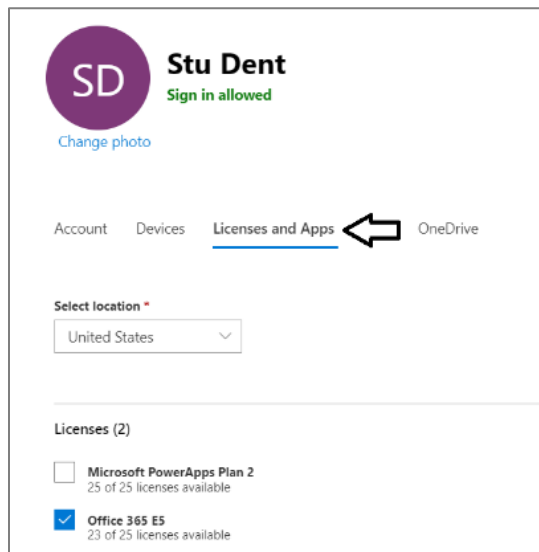 SD
Stu Dent
Sign in allowed
Change photo
Account Devices Licenses and Apps OneDrive
Select location *
United States
Licenses (2)
Microsoft PowerApps Plan 2
25 of 25 licenses available
Office 365 E5
23 of 25 licenses available